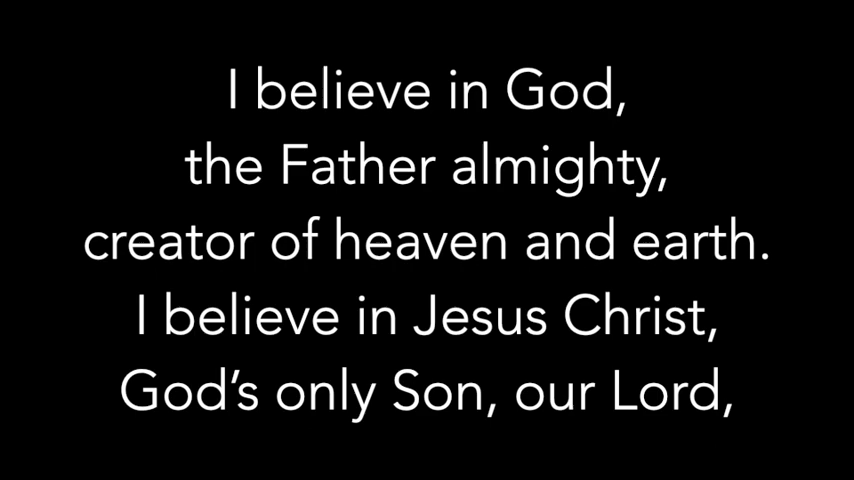 I believe in God,
the Father almighty,
creator of heaven and earth.
I believe in Jesus Christ,
God’s only Son, our Lord,